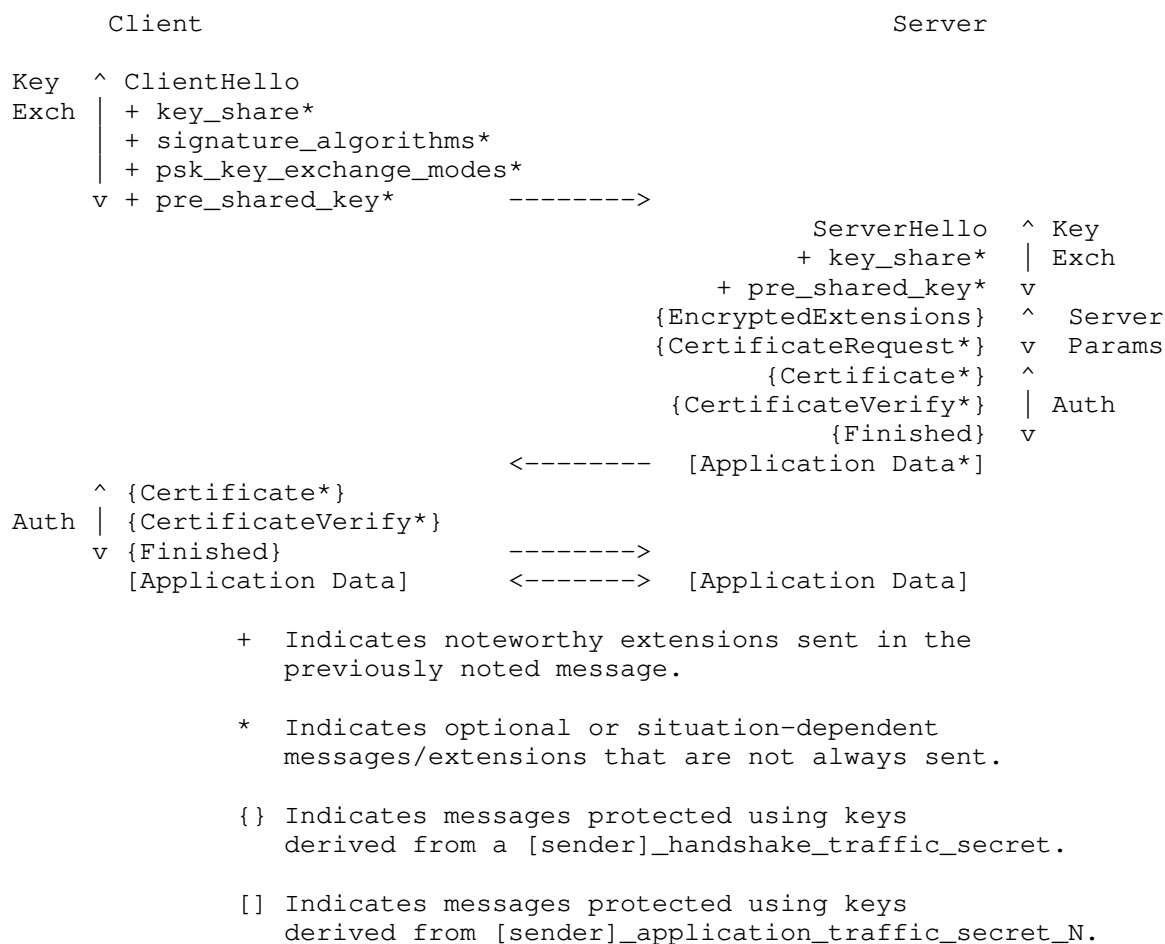 Client                                           Server

Key  ^ ClientHello
Exch | + key_share*
     | + signature_algorithms*
     | + psk_key_exchange_modes*
     v + pre_shared_key*       -------->
                                                  ServerHello  ^ Key
                                                 + key_share*  | Exch
                                            + pre_shared_key*  v
                                        {EncryptedExtensions}  ^  Server
                                        {CertificateRequest*}  v  Params
                                               {Certificate*}  ^
                                         {CertificateVerify*}  | Auth
                                                   {Finished}  v
                               <--------  [Application Data*]
     ^ {Certificate*}
Auth | {CertificateVerify*}
     v {Finished}              -------->
       [Application Data]      <------->  [Application Data]

              +  Indicates noteworthy extensions sent in the
                 previously noted message.

              *  Indicates optional or situation-dependent
                 messages/extensions that are not always sent.

              {} Indicates messages protected using keys
                 derived from a [sender]_handshake_traffic_secret.

              [] Indicates messages protected using keys
                 derived from [sender]_application_traffic_secret_N.